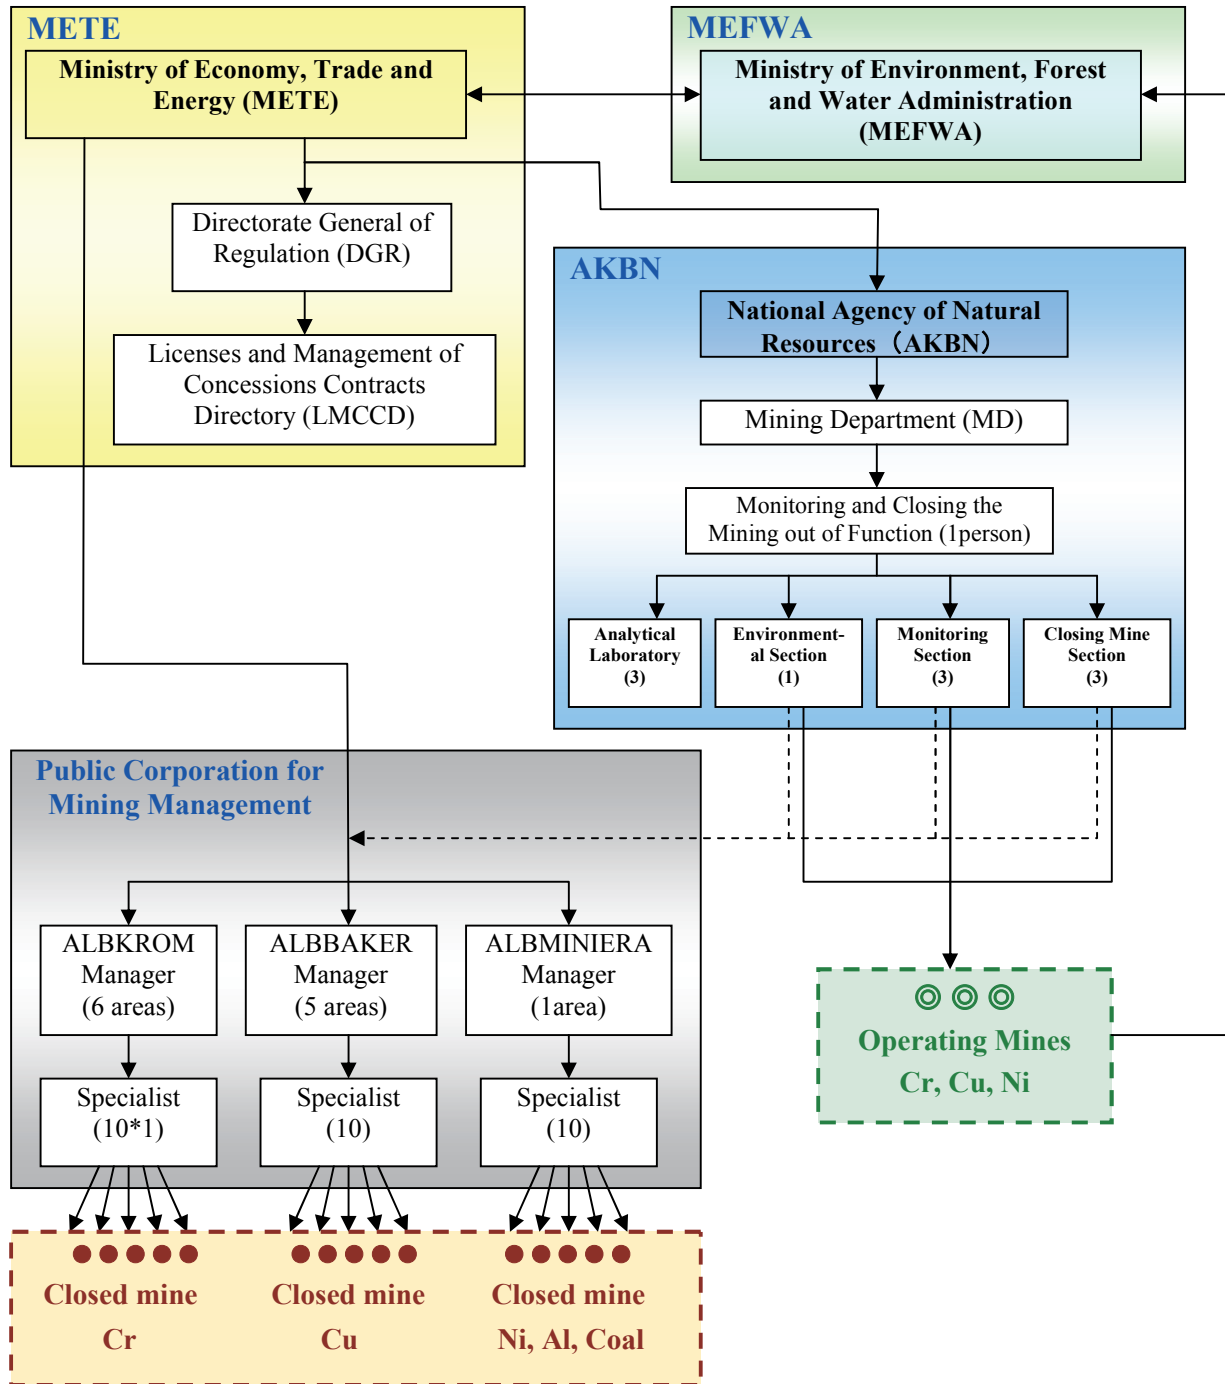 METE
Ministry of Economy, Trade and
Energy (METE)
Directorate General of
Regulation (DGR)
Licenses and Management of
Concessions Contracts
Directory (LMCCD)
MEFWA
Ministry of Environment, Forest
and Water Administration
(MEFWA)
AKBN
National Agency of Natural
Resources（AKBN）
Mining Department (MD)
Monitoring and Closing the
Mining out of Function (1person)
Analytical
Laboratory
(3)
Environment-
al Section
(1)
Monitoring
Section
(3)
Closing Mine
Section
(3)
Public Corporation for
Mining Management
ALBKROM
Manager
(6 areas)
ALBBAKER
Manager
(5 areas)
ALBMINIERA
Manager
(1area)
Specialist
(10*1)
Specialist
(10)
Specialist
(10)
Operating Mines
Cr, Cu, Ni
Closed mine
Cr
Closed mine
Cu
Closed mine
Ni, Al, Coal